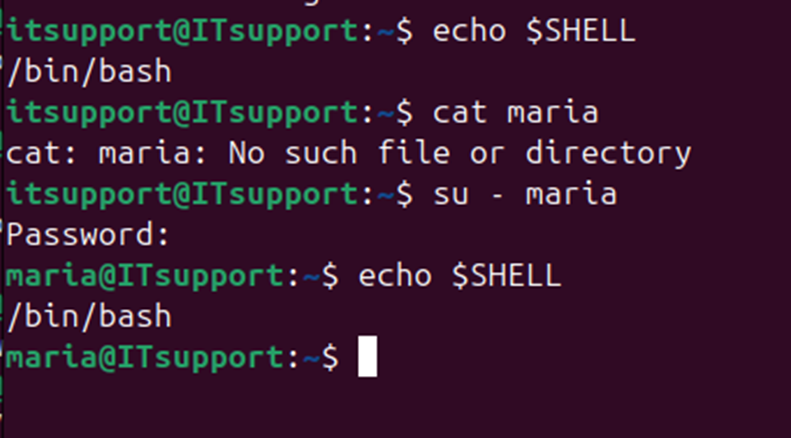 itsupport@ITsupport:~$ echo $SHELL
/bin/bash
itsupport@ITsupport:~$ cat maria
cat: maria: No such file or directory
itsupport@ITsupport:~$ su - maria
Password:
maria@ITsupport:~$ echo $SHELL
/bin/bash
maria@ITsupport:~$